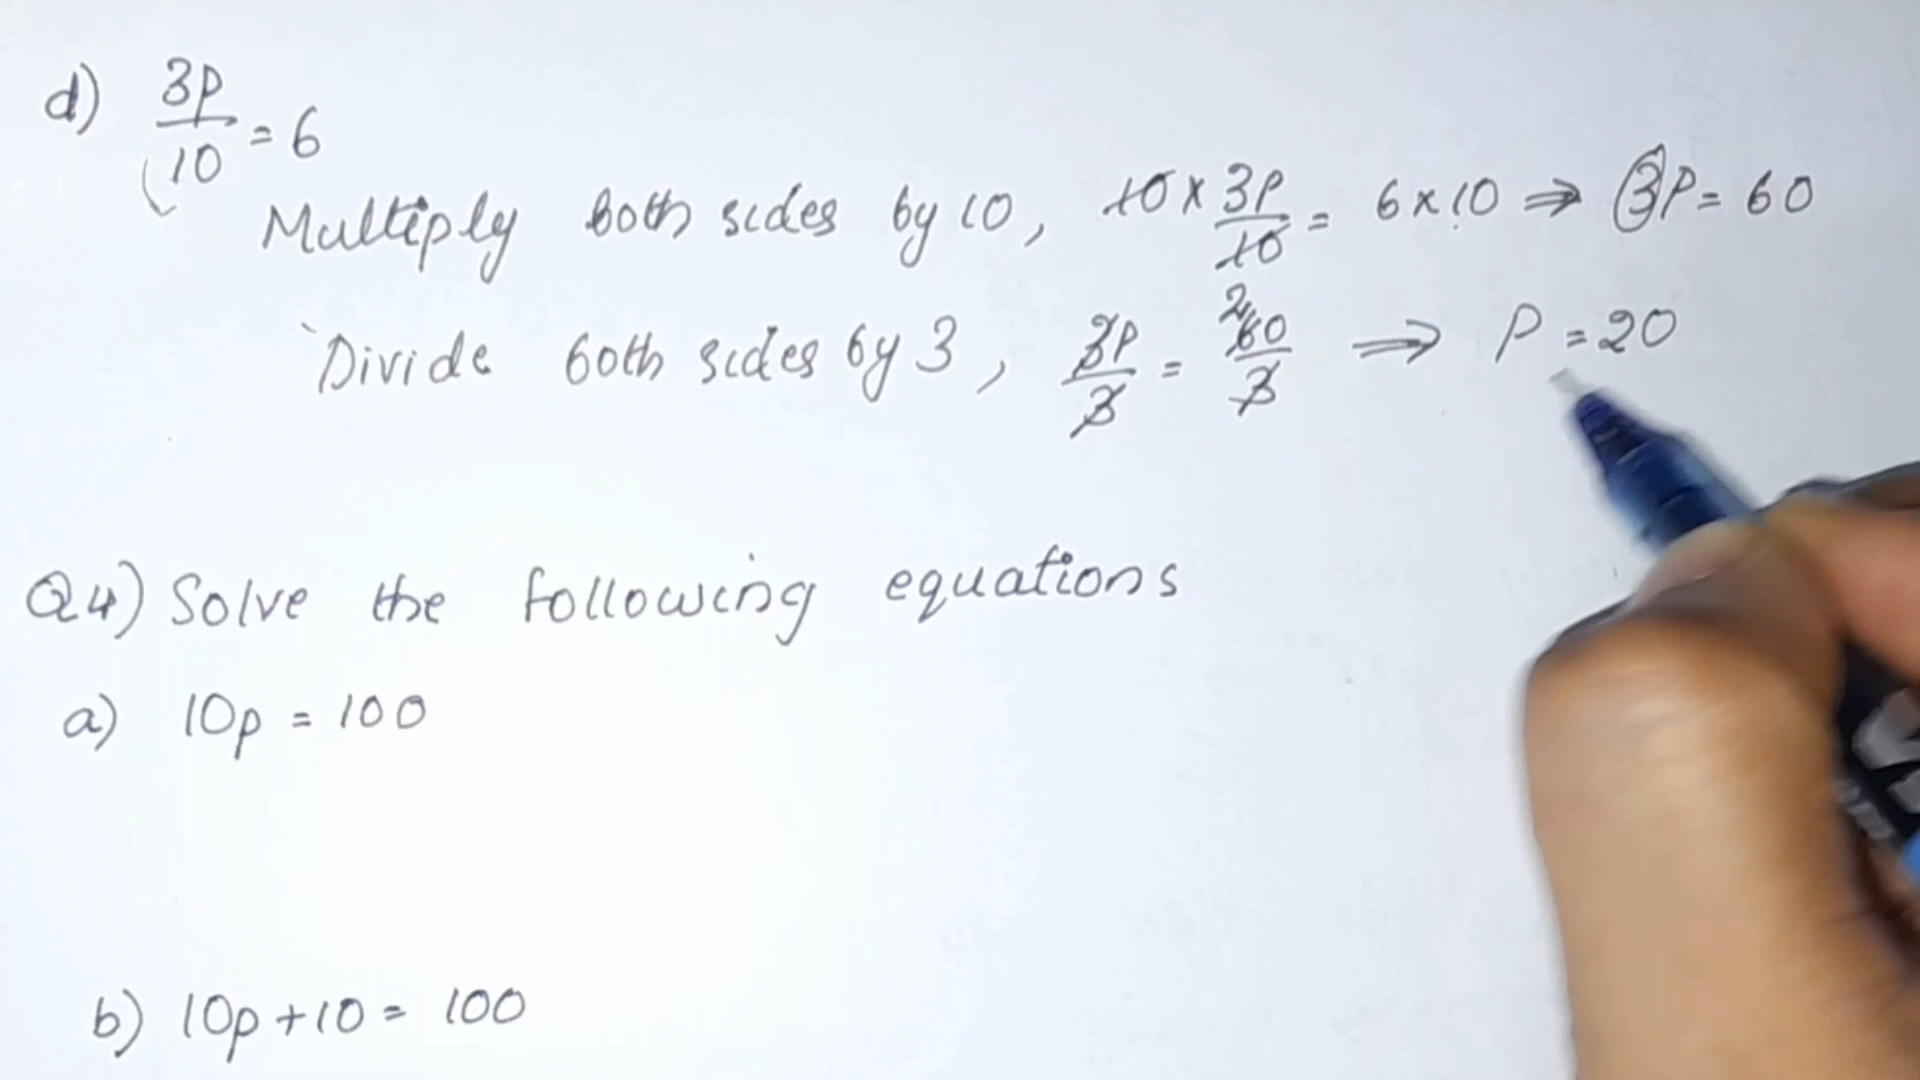 d) 3p/10 = 6
Multiply both sides by 10, 10 x 3p/10 = 6 x 10 ⇒ 3p = 60
Divide both sides by 3, 3p/3 = 60/3 ⇒ P = 20
Q4) Solve the following equations
a) 10p = 100
b) 10p + 10 = 100